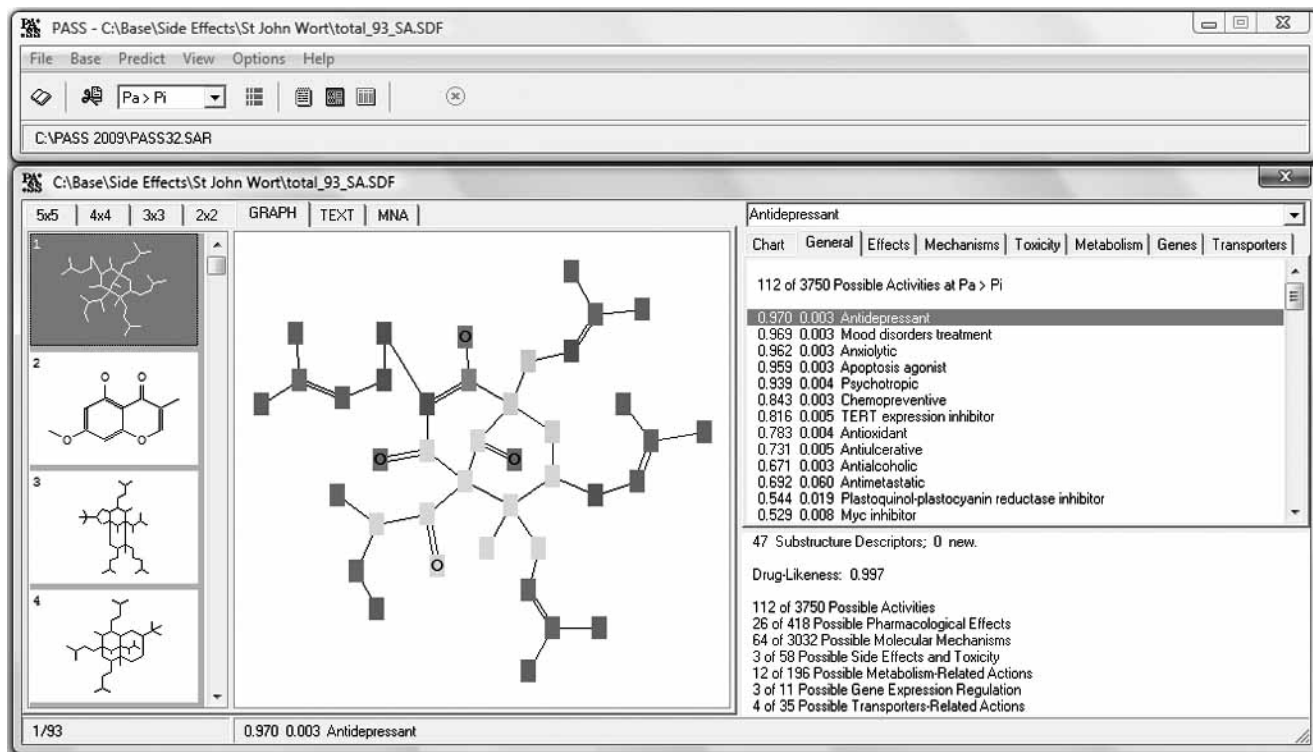 PASS - C:\Base\Side Effects\St John Wort\total_93_SA.SDF
File Base Predict View Options Help
Pa > Pi
C:\PASS 2009\PASS32.SAR
C:\Base\Side Effects\St John Wort\total_93_SA.SDF
5x5 4x4 3x3 2x2 GRAPH TEXT MNA
Antidepressant
Chart General Effects Mechanisms Toxicity Metabolism Genes Transporters
1
2
O O
O
O
3
4
O
O
O
O
112 of 3750 Possible Activities at Pa > Pi
0.970 0.003 Antidepressant
0.969 0.003 Mood disorders treatment
0.962 0.003 Anxiolytic
0.959 0.003 Apoptosis agonist
0.939 0.004 Psychotropic
0.843 0.003 Chemopreventive
0.816 0.005 TERT expression inhibitor
0.783 0.004 Antioxidant
0.731 0.005 Antiulcerative
0.671 0.003 Antialcoholic
0.692 0.060 Antimetastatic
0.544 0.019 Plastoquinol-plastocyanin reductase inhibitor
0.529 0.008 Myc inhibitor
47 Substructure Descriptors; 0 new.
Drug-Likeness: 0.997
112 of 3750 Possible Activities
26 of 418 Possible Pharmacological Effects
64 of 3032 Possible Molecular Mechanisms
3 of 58 Possible Side Effects and Toxicity
12 of 196 Possible Metabolism-Related Actions
3 of 11 Possible Gene Expression Regulation
4 of 35 Possible Transporters-Related Actions
1/93
0.970 0.003 Antidepressant